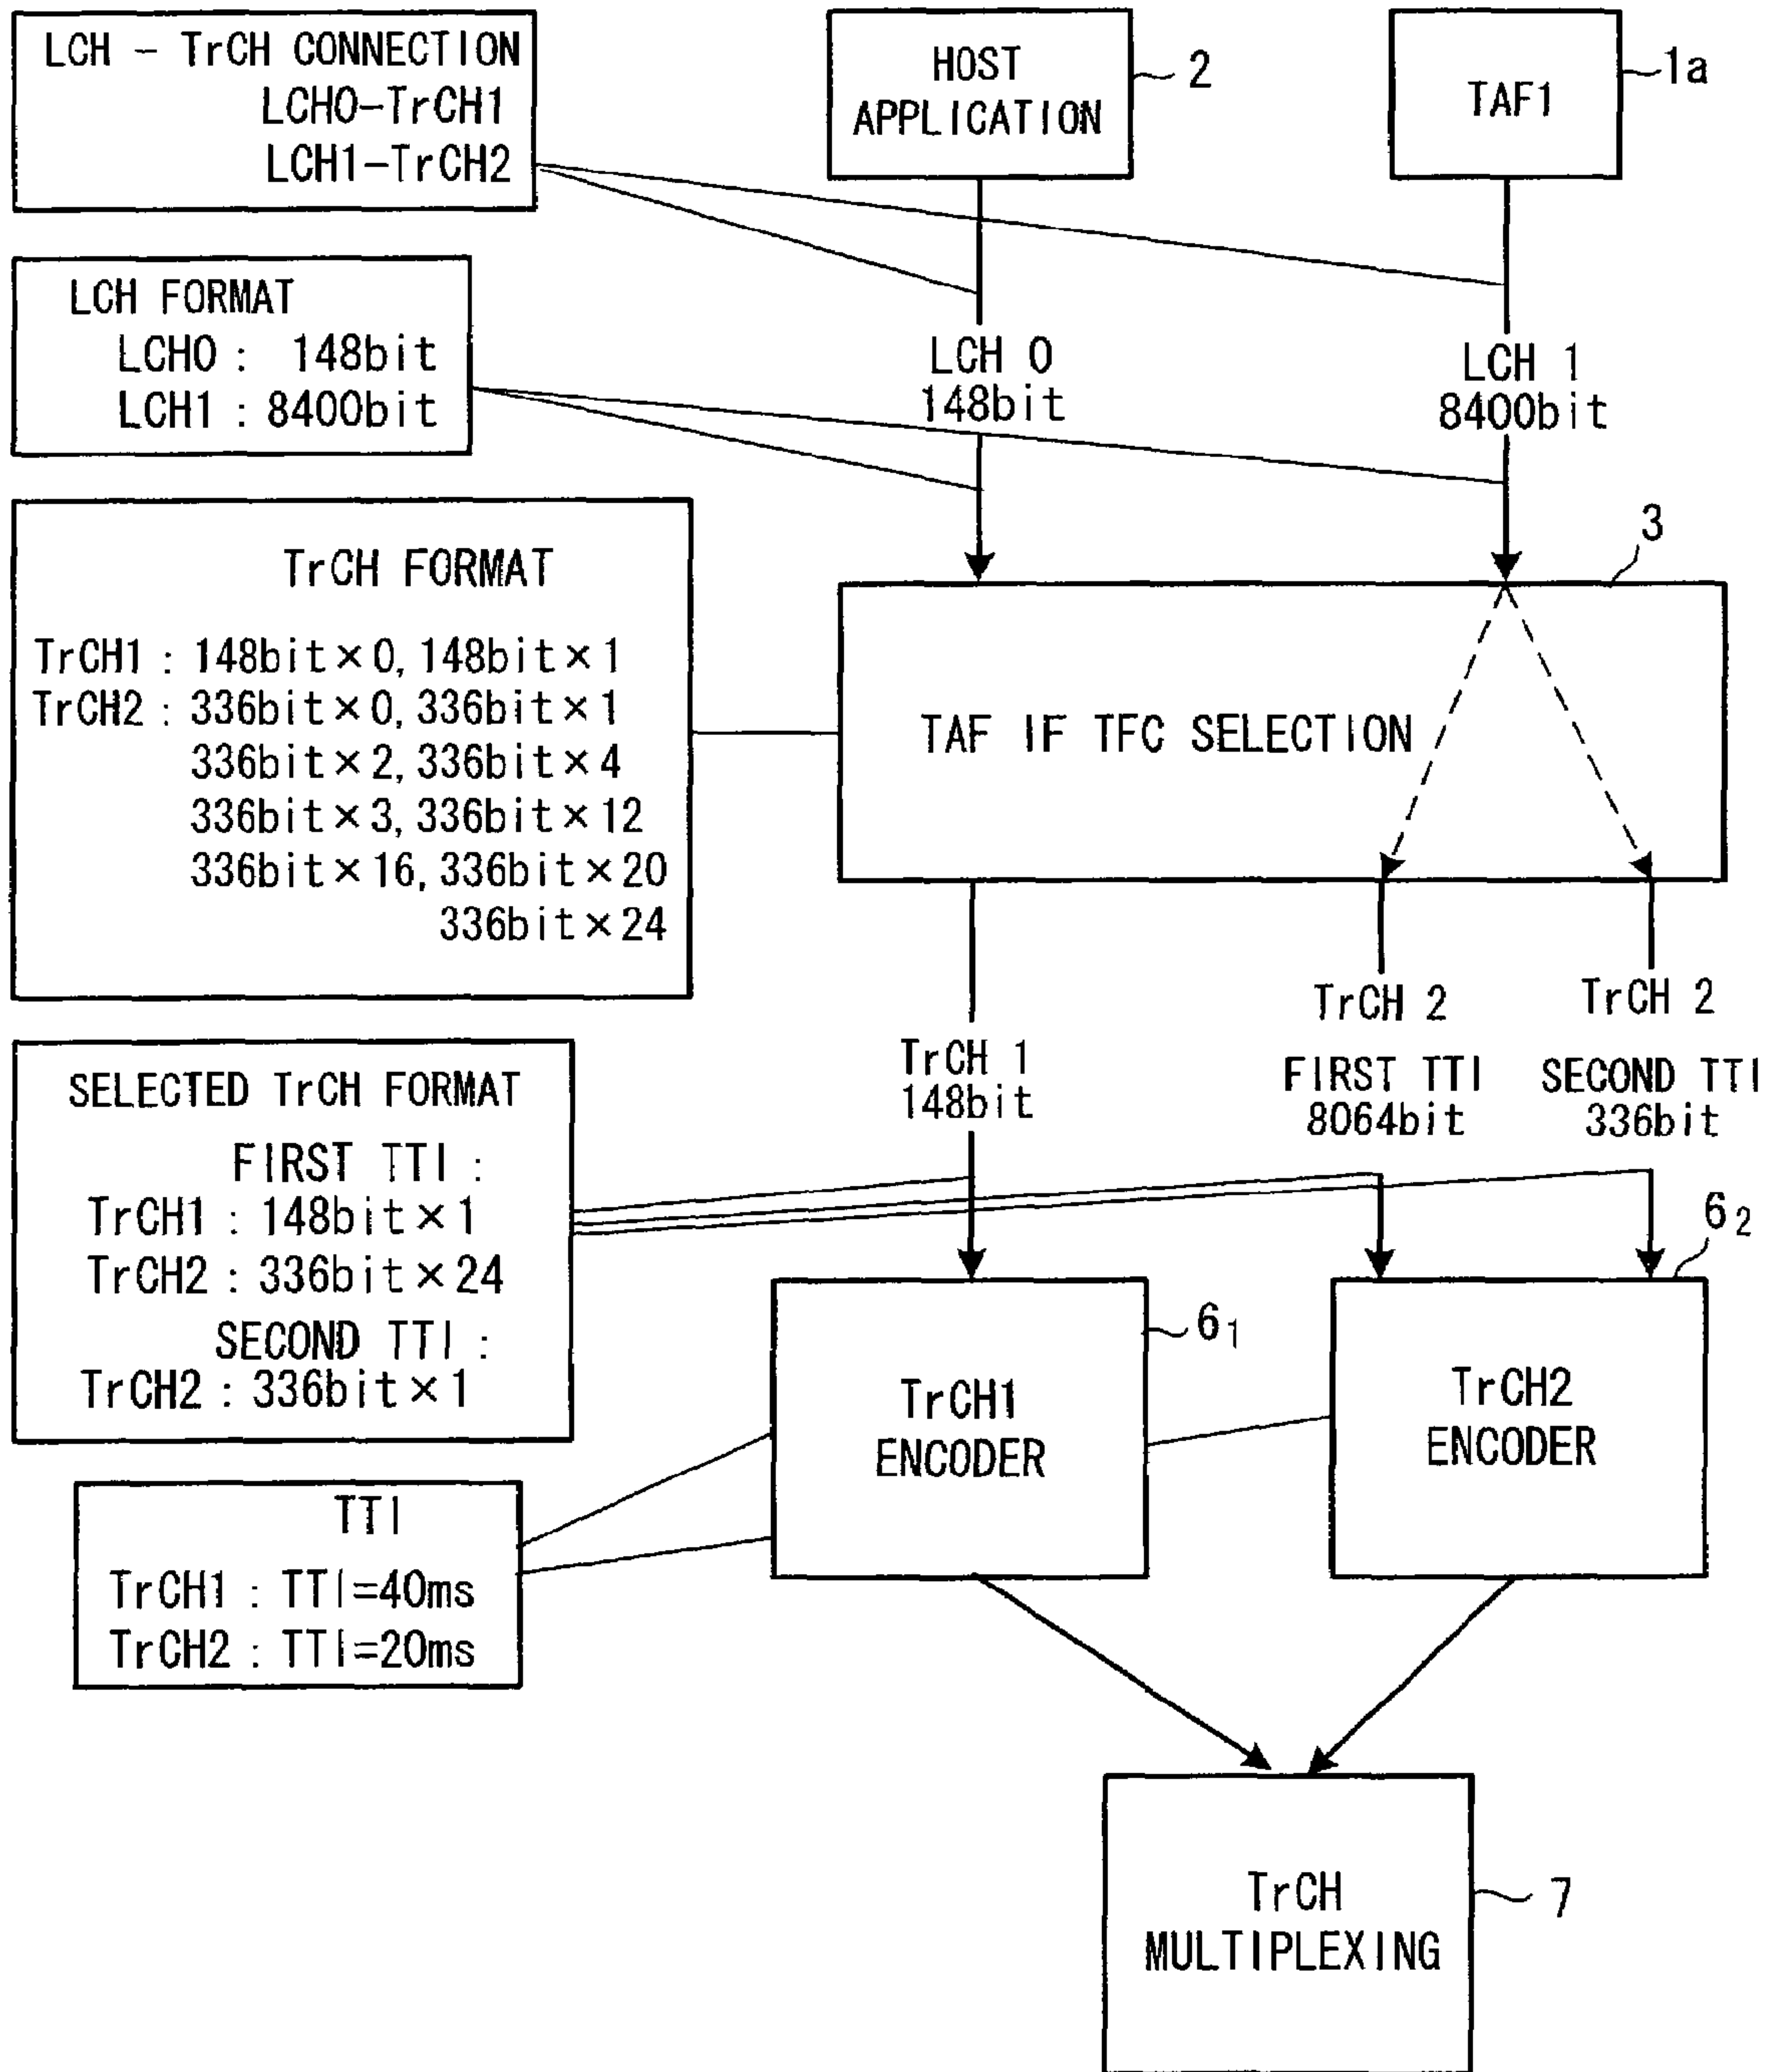 LCH - TrCH CONNECTION
LCH0-TrCH1
LCH1-TrCH2
HOST
APPLICATION
2
TAF1
1a
LCH FORMAT
LCH0 : 148bit
LCH1 : 8400bit
LCH 0
148bit
LCH 1
8400bit
TrCH FORMAT
TrCH1 : 148bit×0, 148bit×1
TrCH2 : 336bit×0, 336bit×1
336bit×2, 336bit×4
336bit×3, 336bit×12
336bit×16, 336bit×20
336bit×24
3
TAF IF TFC SELECTION
TrCH 1
148bit
TrCH 2
FIRST TTI
8064bit
TrCH 2
SECOND TTI
336bit
SELECTED TrCH FORMAT
FIRST TTI :
TrCH1 : 148bit×1
TrCH2 : 336bit×24
SECOND TTI :
TrCH2 : 336bit×1
TrCH1
ENCODER
6₁
TrCH2
ENCODER
6₂
TTI
TrCH1 : TTI=40ms
TrCH2 : TTI=20ms
TrCH
MULTIPLEXING
7